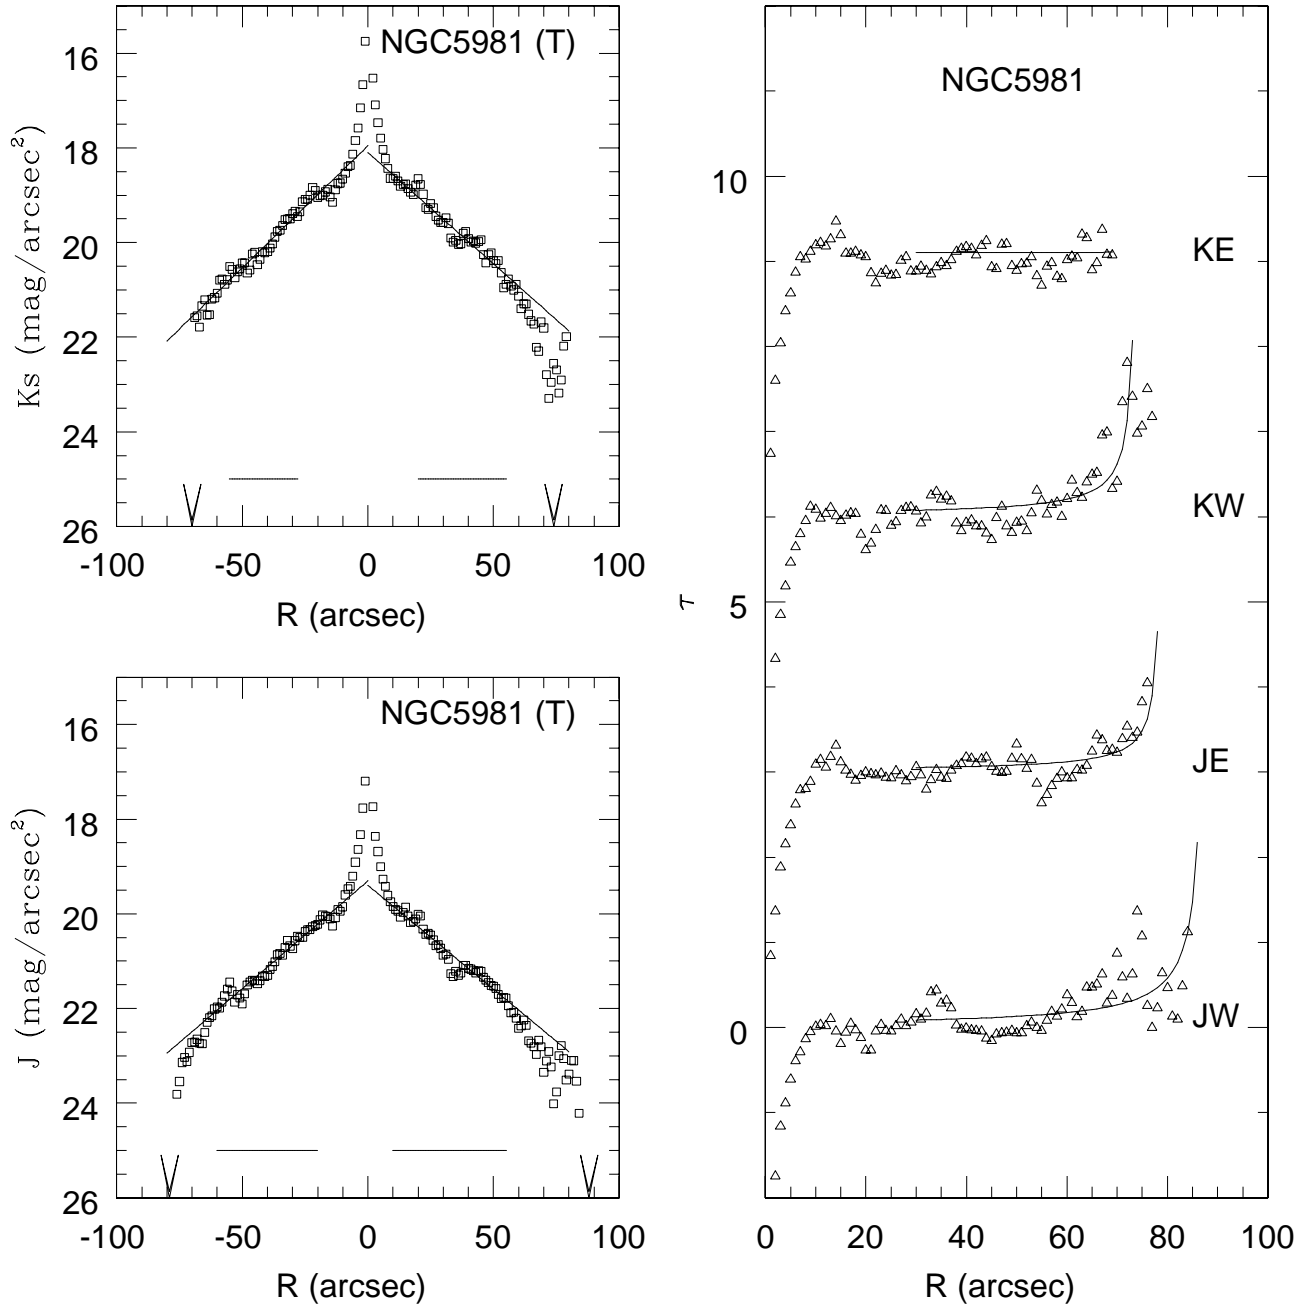 NGC5981 (T)
16
18
20
22
24
26
Ks (mag/arcsec²)
-100 -50 0 50 100
R (arcsec)
NGC5981 (T)
16
18
20
22
24
26
J (mag/arcsec²)
-100 -50 0 50 100
R (arcsec)
NGC5981
10
5
0
τ
KE
KW
JE
JW
0 20 40 60 80 100
R (arcsec)